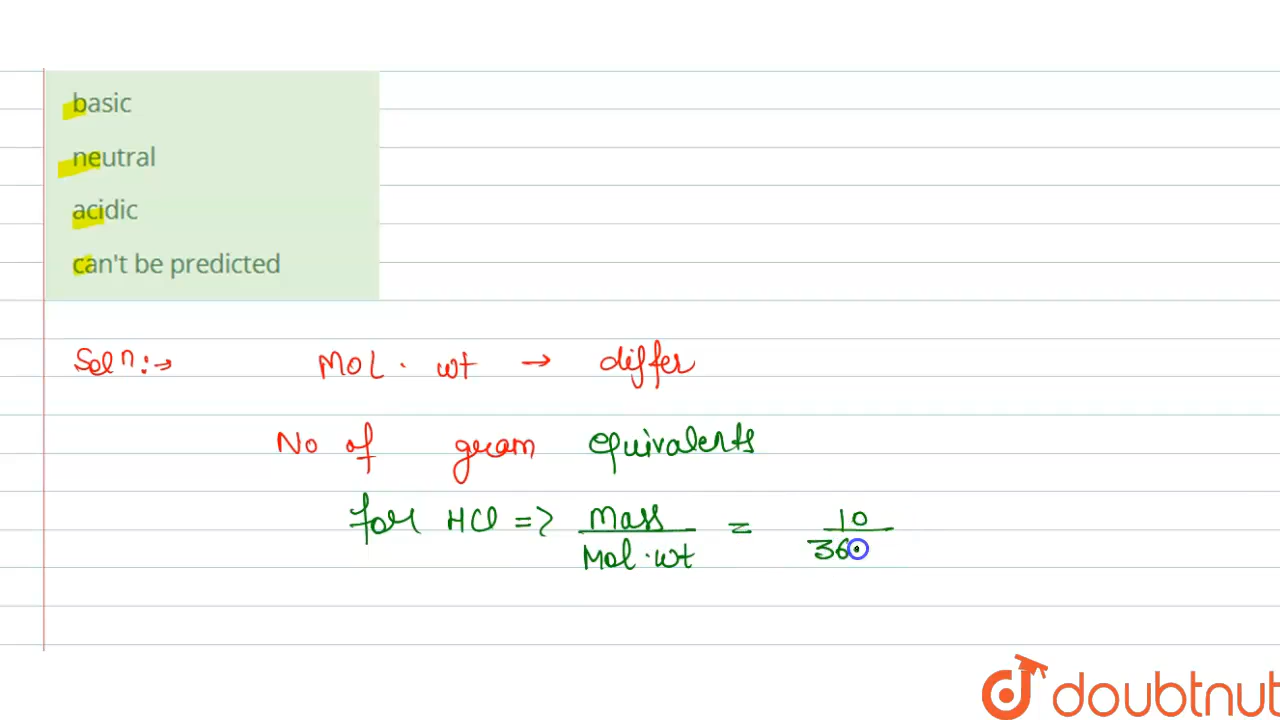 basic
neutral
acidic
can't be predicted
Soln:→ Mol. wt → differ
No of gram equivalents
for HCl => Mass / Mol.wt = 10 / 36.
doubtnut